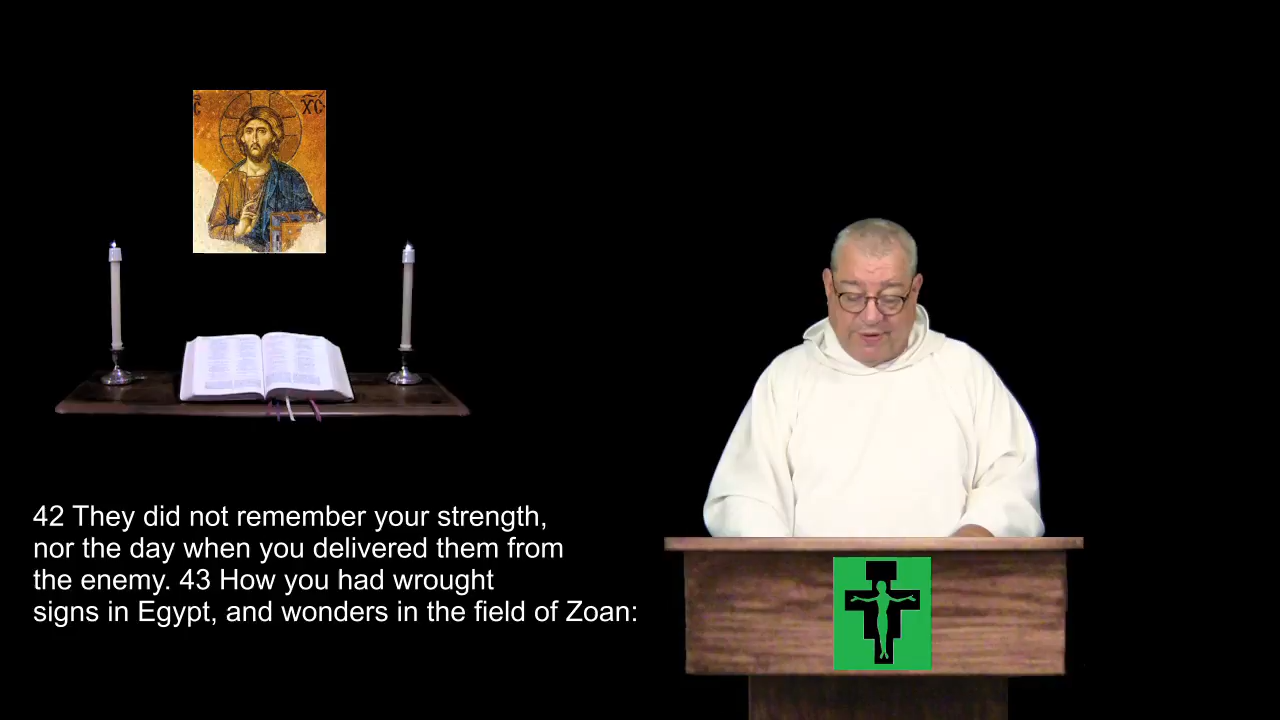 C XC
42 They did not remember your strength,
nor the day when you delivered them from
the enemy. 43 How you had wrought
signs in Egypt, and wonders in the field of Zoan: